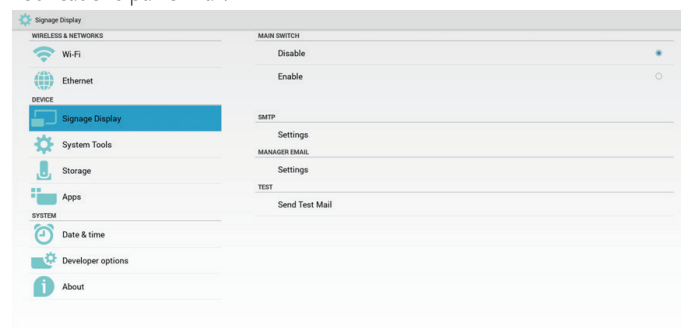 Signage Display
WIRELESS & NETWORKS
Wi-Fi
Ethernet
DEVICE
Signage Display
System Tools
Storage
Apps
SYSTEM
Date & time
Developer options
About
MAIN SWITCH
Disable
Enable
SMTP
Settings
MANAGER EMAIL
Settings
TEST
Send Test Mail